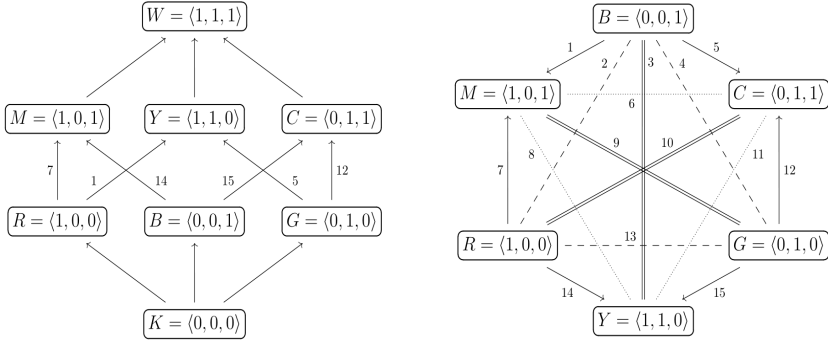 W = ⟨1, 1, 1⟩
M = ⟨1, 0, 1⟩ Y = ⟨1, 1, 0⟩ C = ⟨0, 1, 1⟩
7 1 14 15 5 12
R = ⟨1, 0, 0⟩ B = ⟨0, 0, 1⟩ G = ⟨0, 1, 0⟩
K = ⟨0, 0, 0⟩
B = ⟨0, 0, 1⟩
1 2 3 4 5
M = ⟨1, 0, 1⟩ 6 C = ⟨0, 1, 1⟩
7 8 9 10 11 12
R = ⟨1, 0, 0⟩ 13 G = ⟨0, 1, 0⟩
14 15
Y = ⟨1, 1, 0⟩